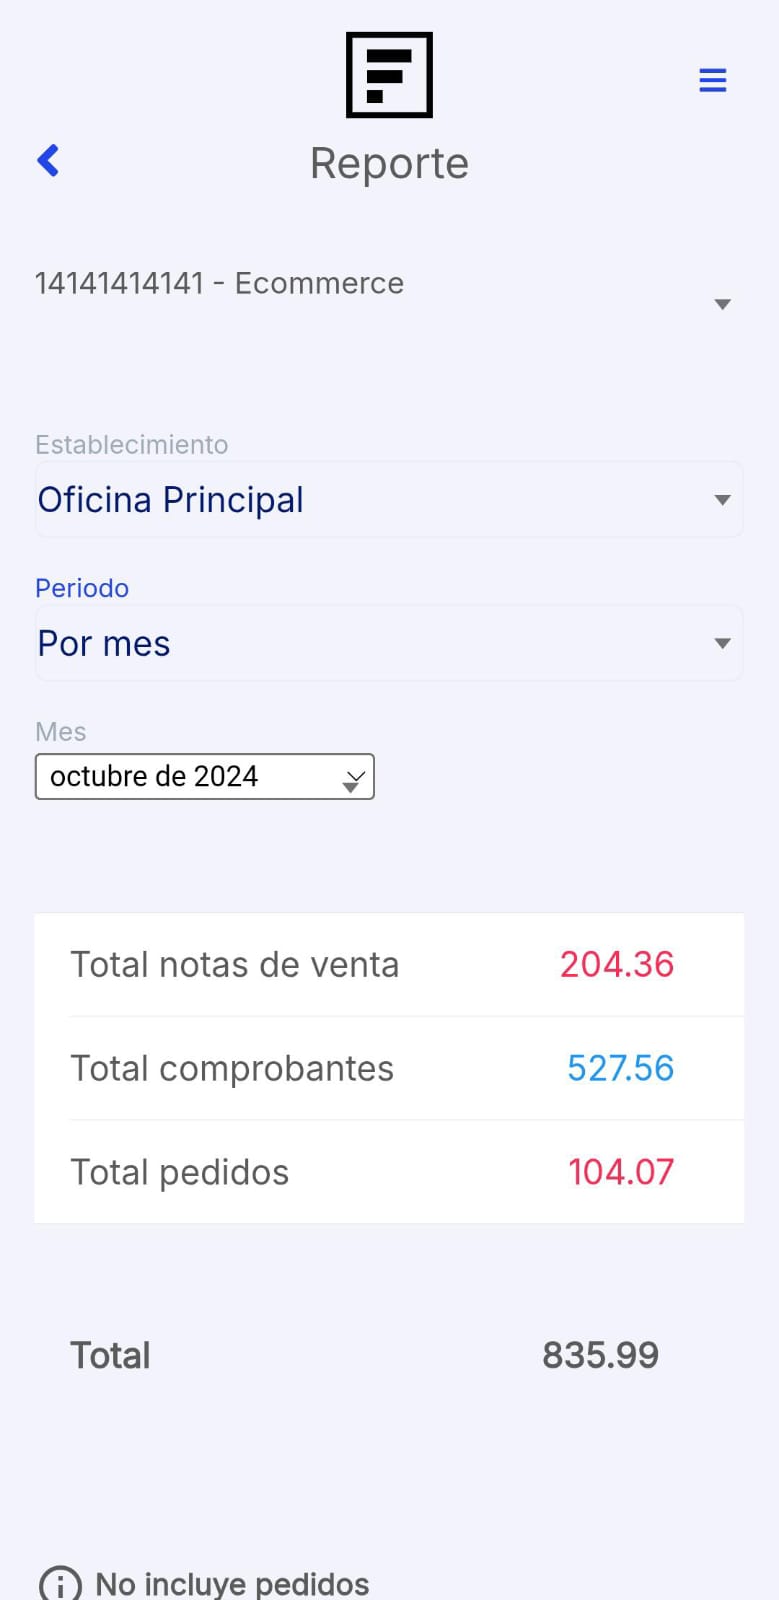 Reporte
14141414141 - Ecommerce
Establecimiento
Oficina Principal
Periodo
Por mes
Mes
octubre de 2024
Total notas de venta 204.36
Total comprobantes 527.56
Total pedidos 104.07
Total 835.99
No incluye pedidos